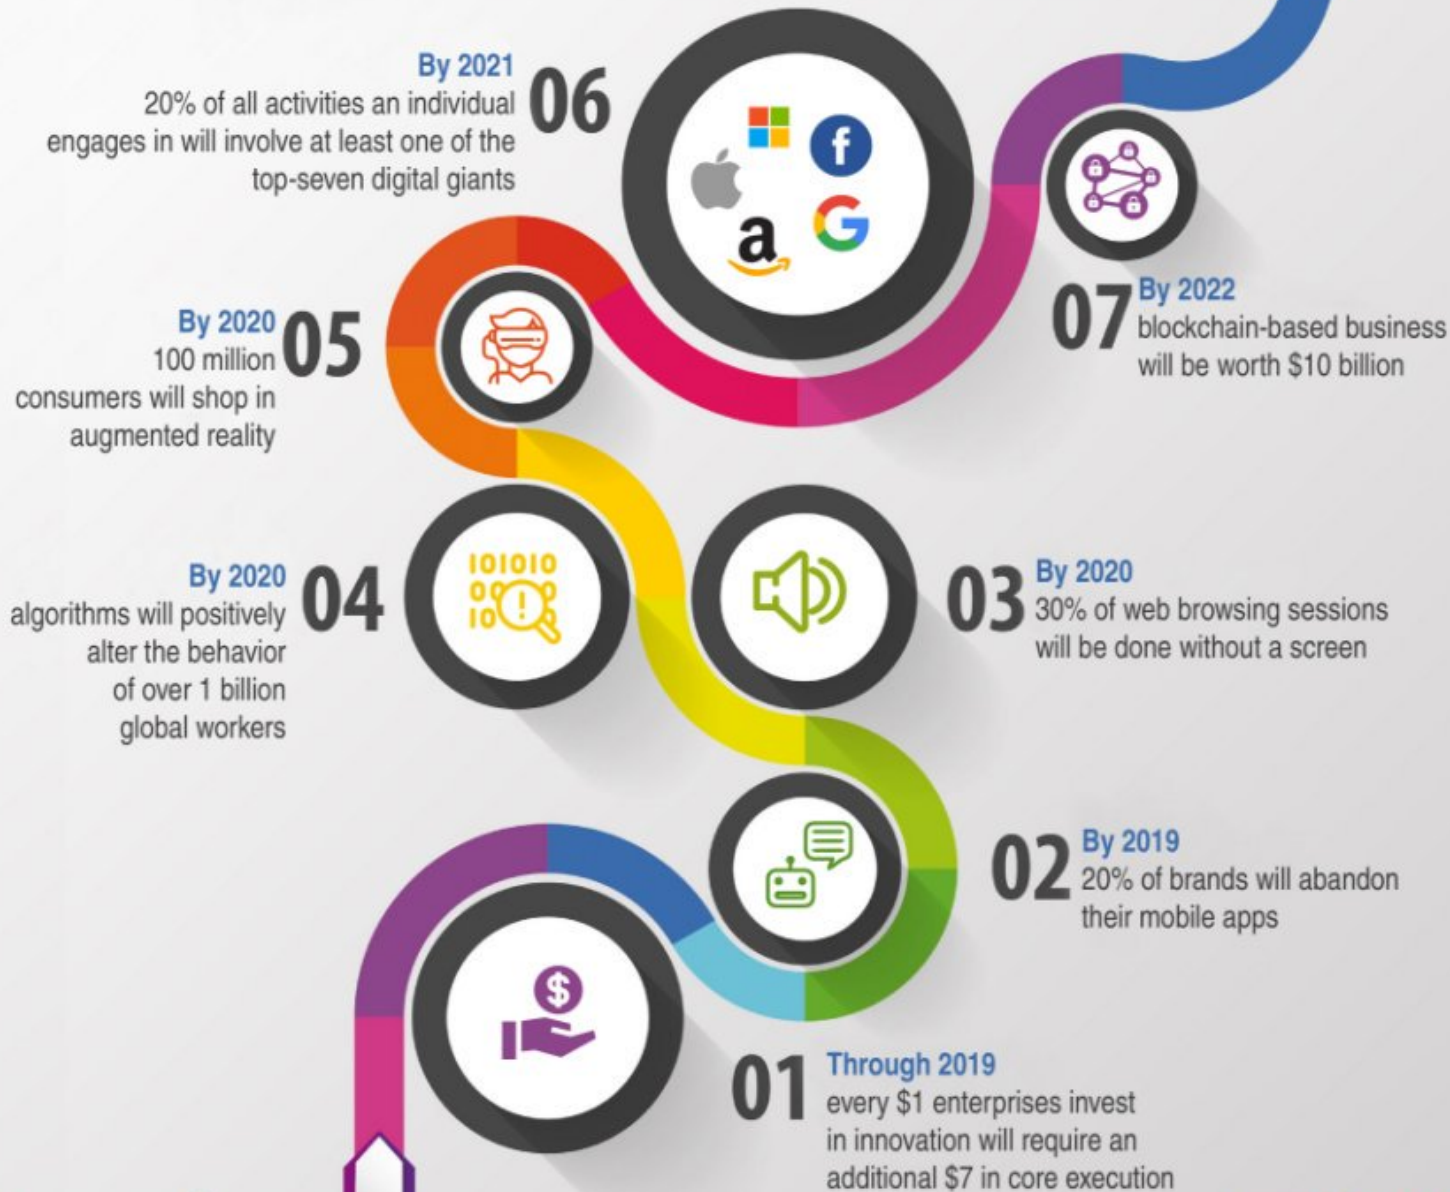 By 2021
06
20% of all activities an individual
engages in will involve at least one of the
top-seven digital giants
f
a
G
07
By 2022
blockchain-based business
will be worth $10 billion
By 2020
05
100 million
consumers will shop in
augmented reality
By 2020
04
algorithms will positively
alter the behavior
of over 1 billion
global workers
101010
00
10
!
03
By 2020
30% of web browsing sessions
will be done without a screen
02
By 2019
20% of brands will abandon
their mobile apps
$
01
Through 2019
every $1 enterprises invest
in innovation will require an
additional $7 in core execution